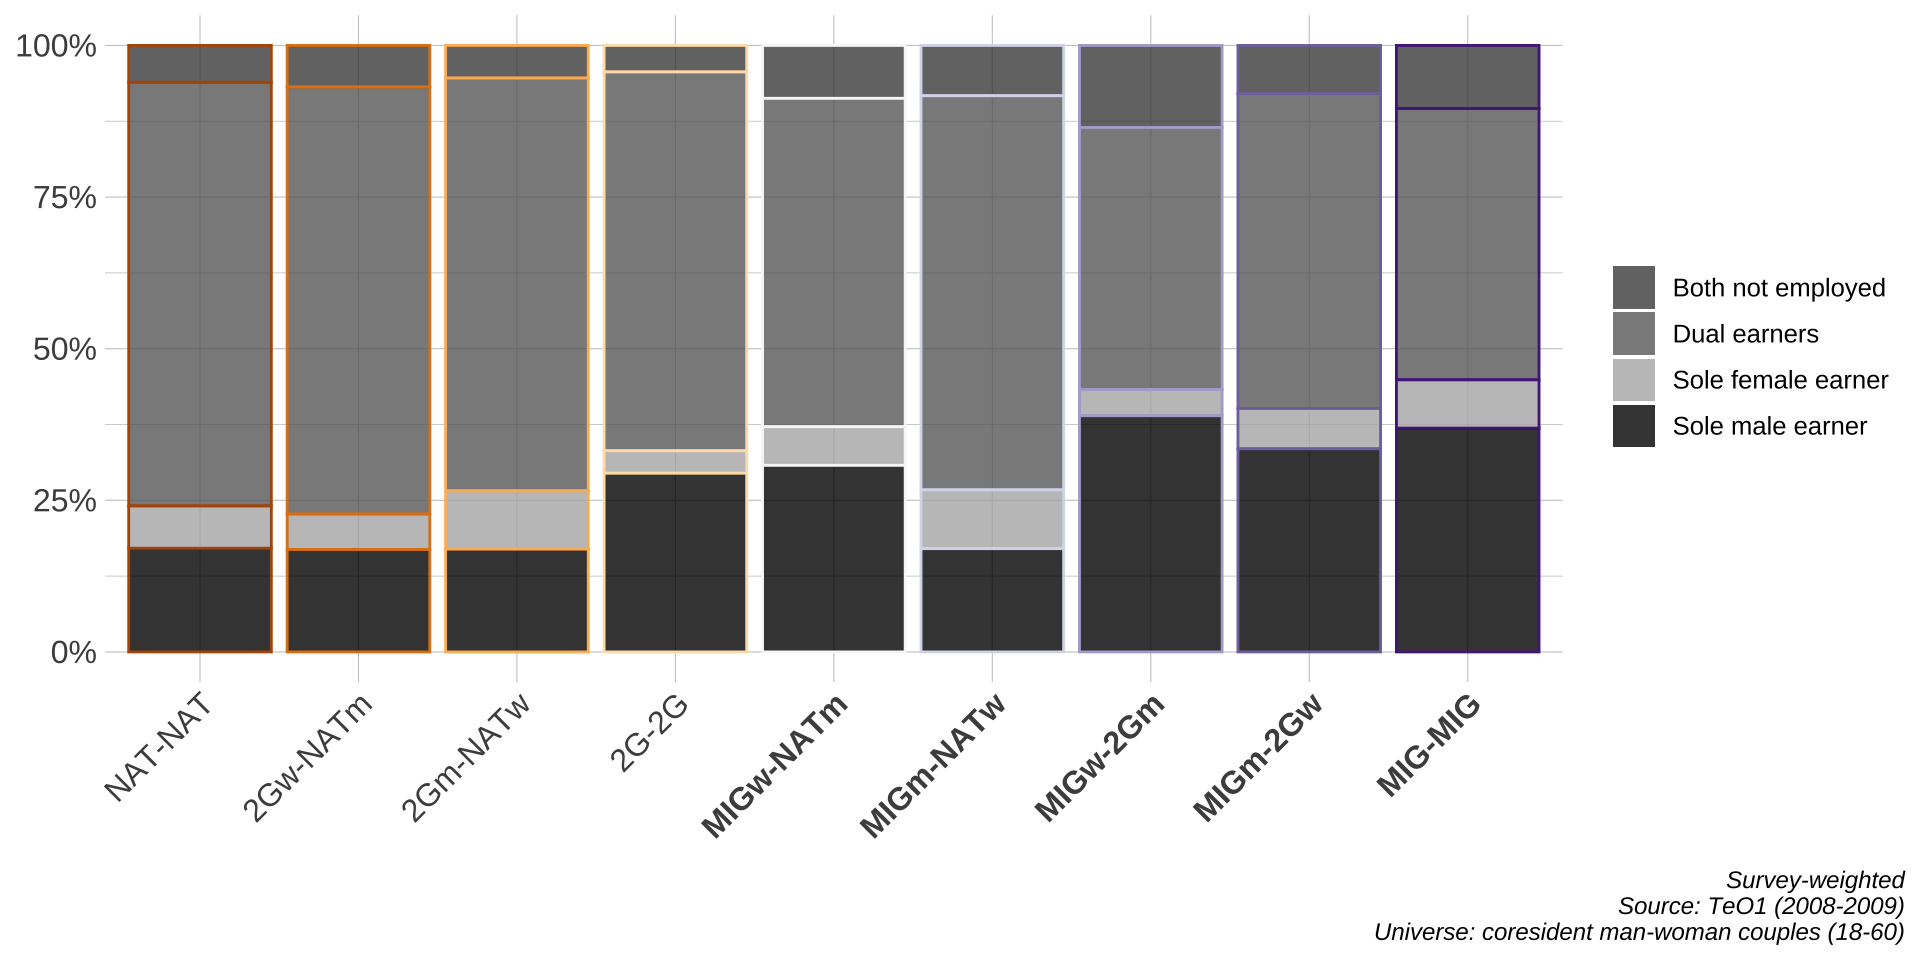 100%
75%
50%
25%
0%
NAT-NAT
2Gw-NATm
2Gm-NATw
2G-2G
MIGw-NATm
MIGm-NATw
MIGw-2Gm
MIGm-2Gw
MIG-MIG
Both not employed
Dual earners
Sole female earner
Sole male earner
Survey-weighted
Source: TeO1 (2008-2009)
Universe: coresident man-woman couples (18-60)